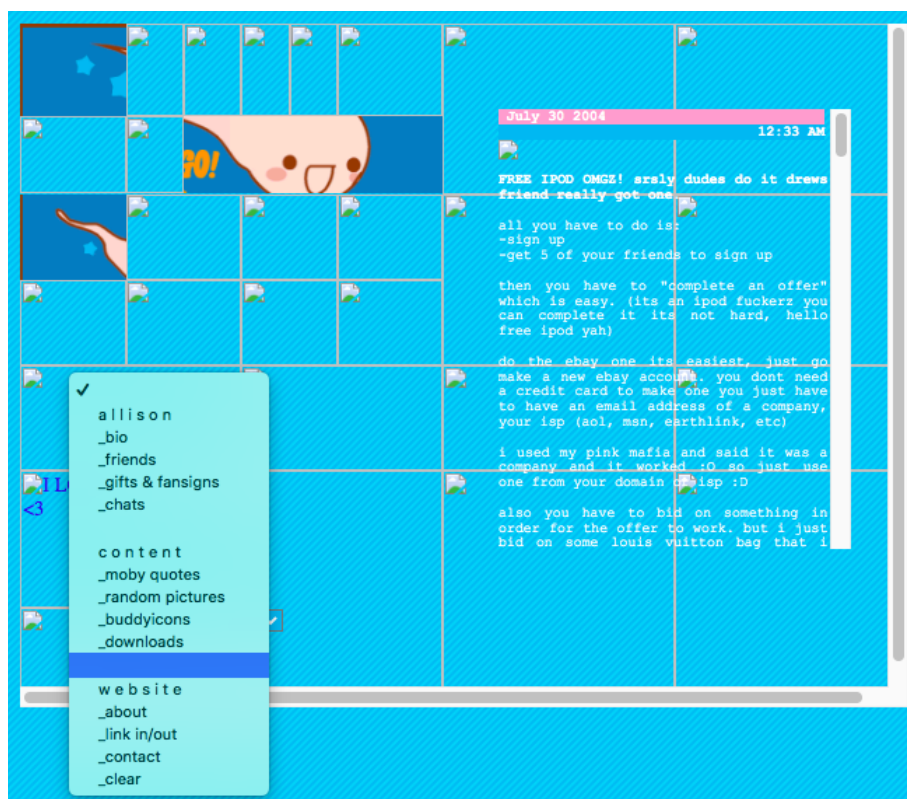 July 30 2004
12:33 AM
GO!
FREE IPOD OMGZ! srsly dudes do it drews
friend really got one
all you have to do is:
-sign up
-get 5 of your friends to sign up
then you have to "complete an offer"
which is easy. (its an ipod fuckerz you
can complete it its not hard, hello
free ipod yah)
do the ebay one its easiest, just go
make a new ebay account. you dont need
a credit card to make one you just have
to have an email address of a company,
your isp (aol, msn, earthlink, etc)
i used my pink mafia and said it was a
company and it worked :O so just use
one from your domain or isp :D
also you have to bid on something in
order for the offer to work. but i just
bid on some louis vuitton bag that i
I
<3
✓
a l l i s o n
_bio
_friends
_gifts & fansigns
_chats
c o n t e n t
_moby quotes
_random pictures
_buddyicons
_downloads
w e b s i t e
_about
_link in/out
_contact
_clear